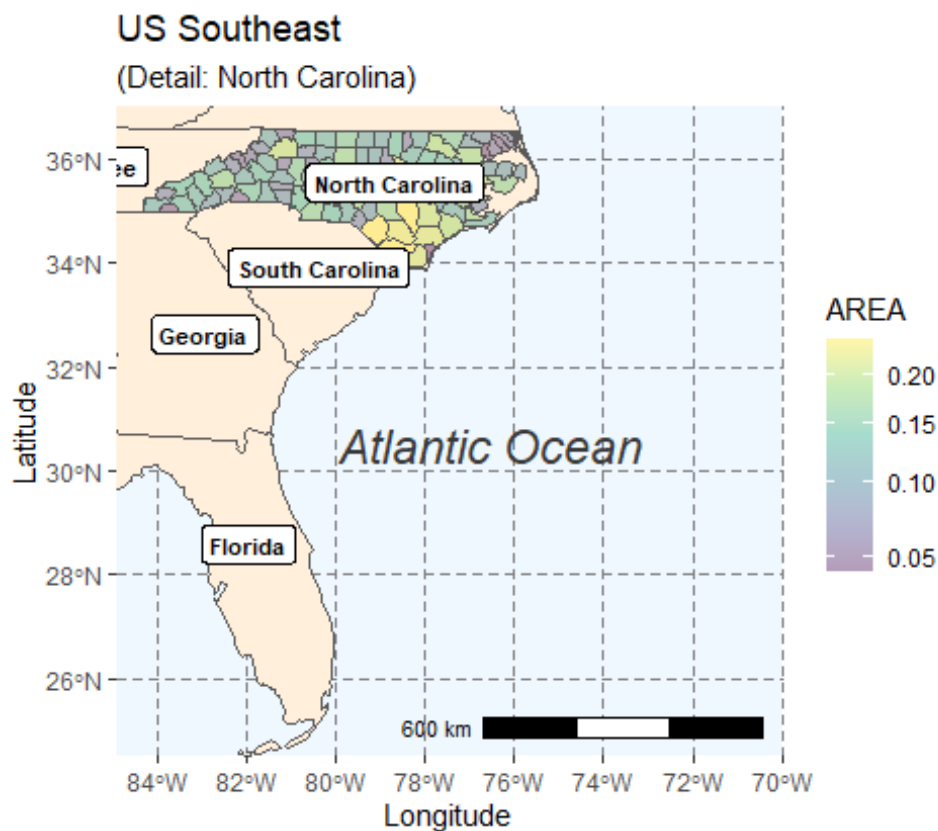 US Southeast
(Detail: North Carolina)
36°N
ee
North Carolina
34°N
South Carolina
AREA
Georgia
32°N
0.20
0.15
Latitude
Atlantic Ocean
30°N
0.10
Florida
0.05
28°N
26°N
600 km
84°W 82°W 80°W 78°W 76°W 74°W 72°W 70°W
Longitude